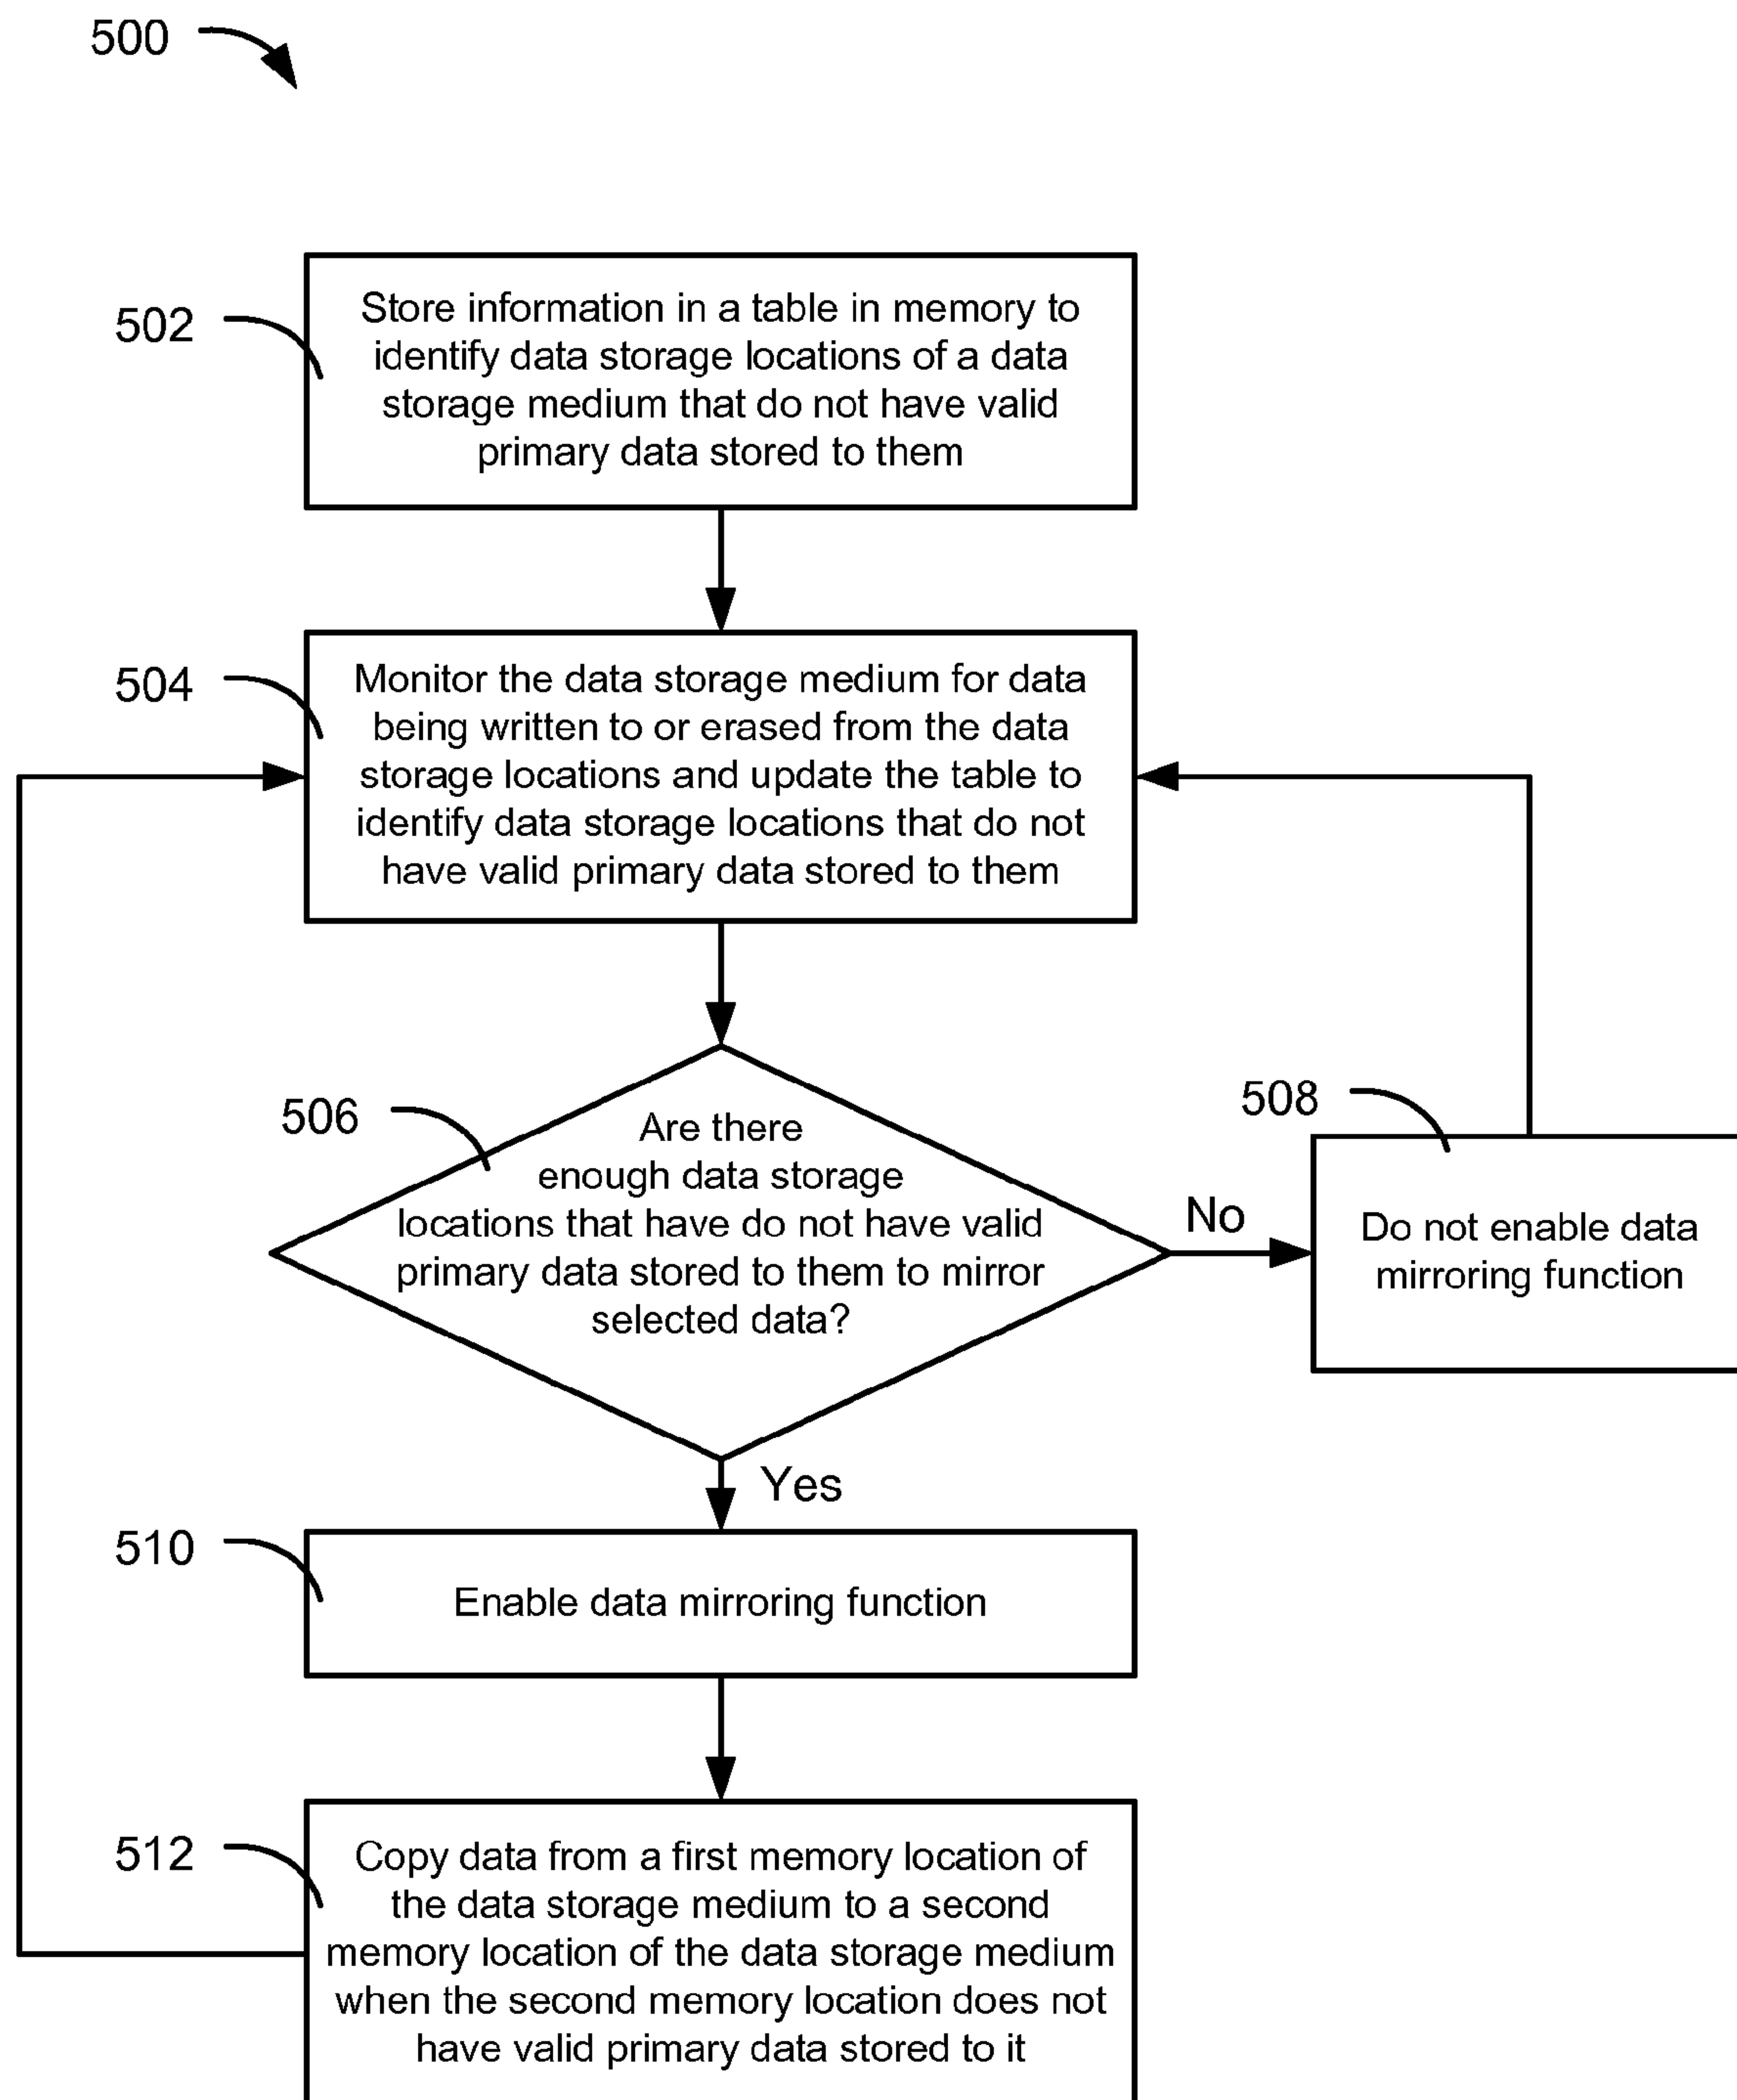 500
502
Store information in a table in memory to
identify data storage locations of a data
storage medium that do not have valid
primary data stored to them
504
Monitor the data storage medium for data
being written to or erased from the data
storage locations and update the table to
identify data storage locations that do not
have valid primary data stored to them
506
Are there
enough data storage
locations that have do not have valid
primary data stored to them to mirror
selected data?
No
508
Do not enable data
mirroring function
Yes
510
Enable data mirroring function
512
Copy data from a first memory location of
the data storage medium to a second
memory location of the data storage medium
when the second memory location does not
have valid primary data stored to it